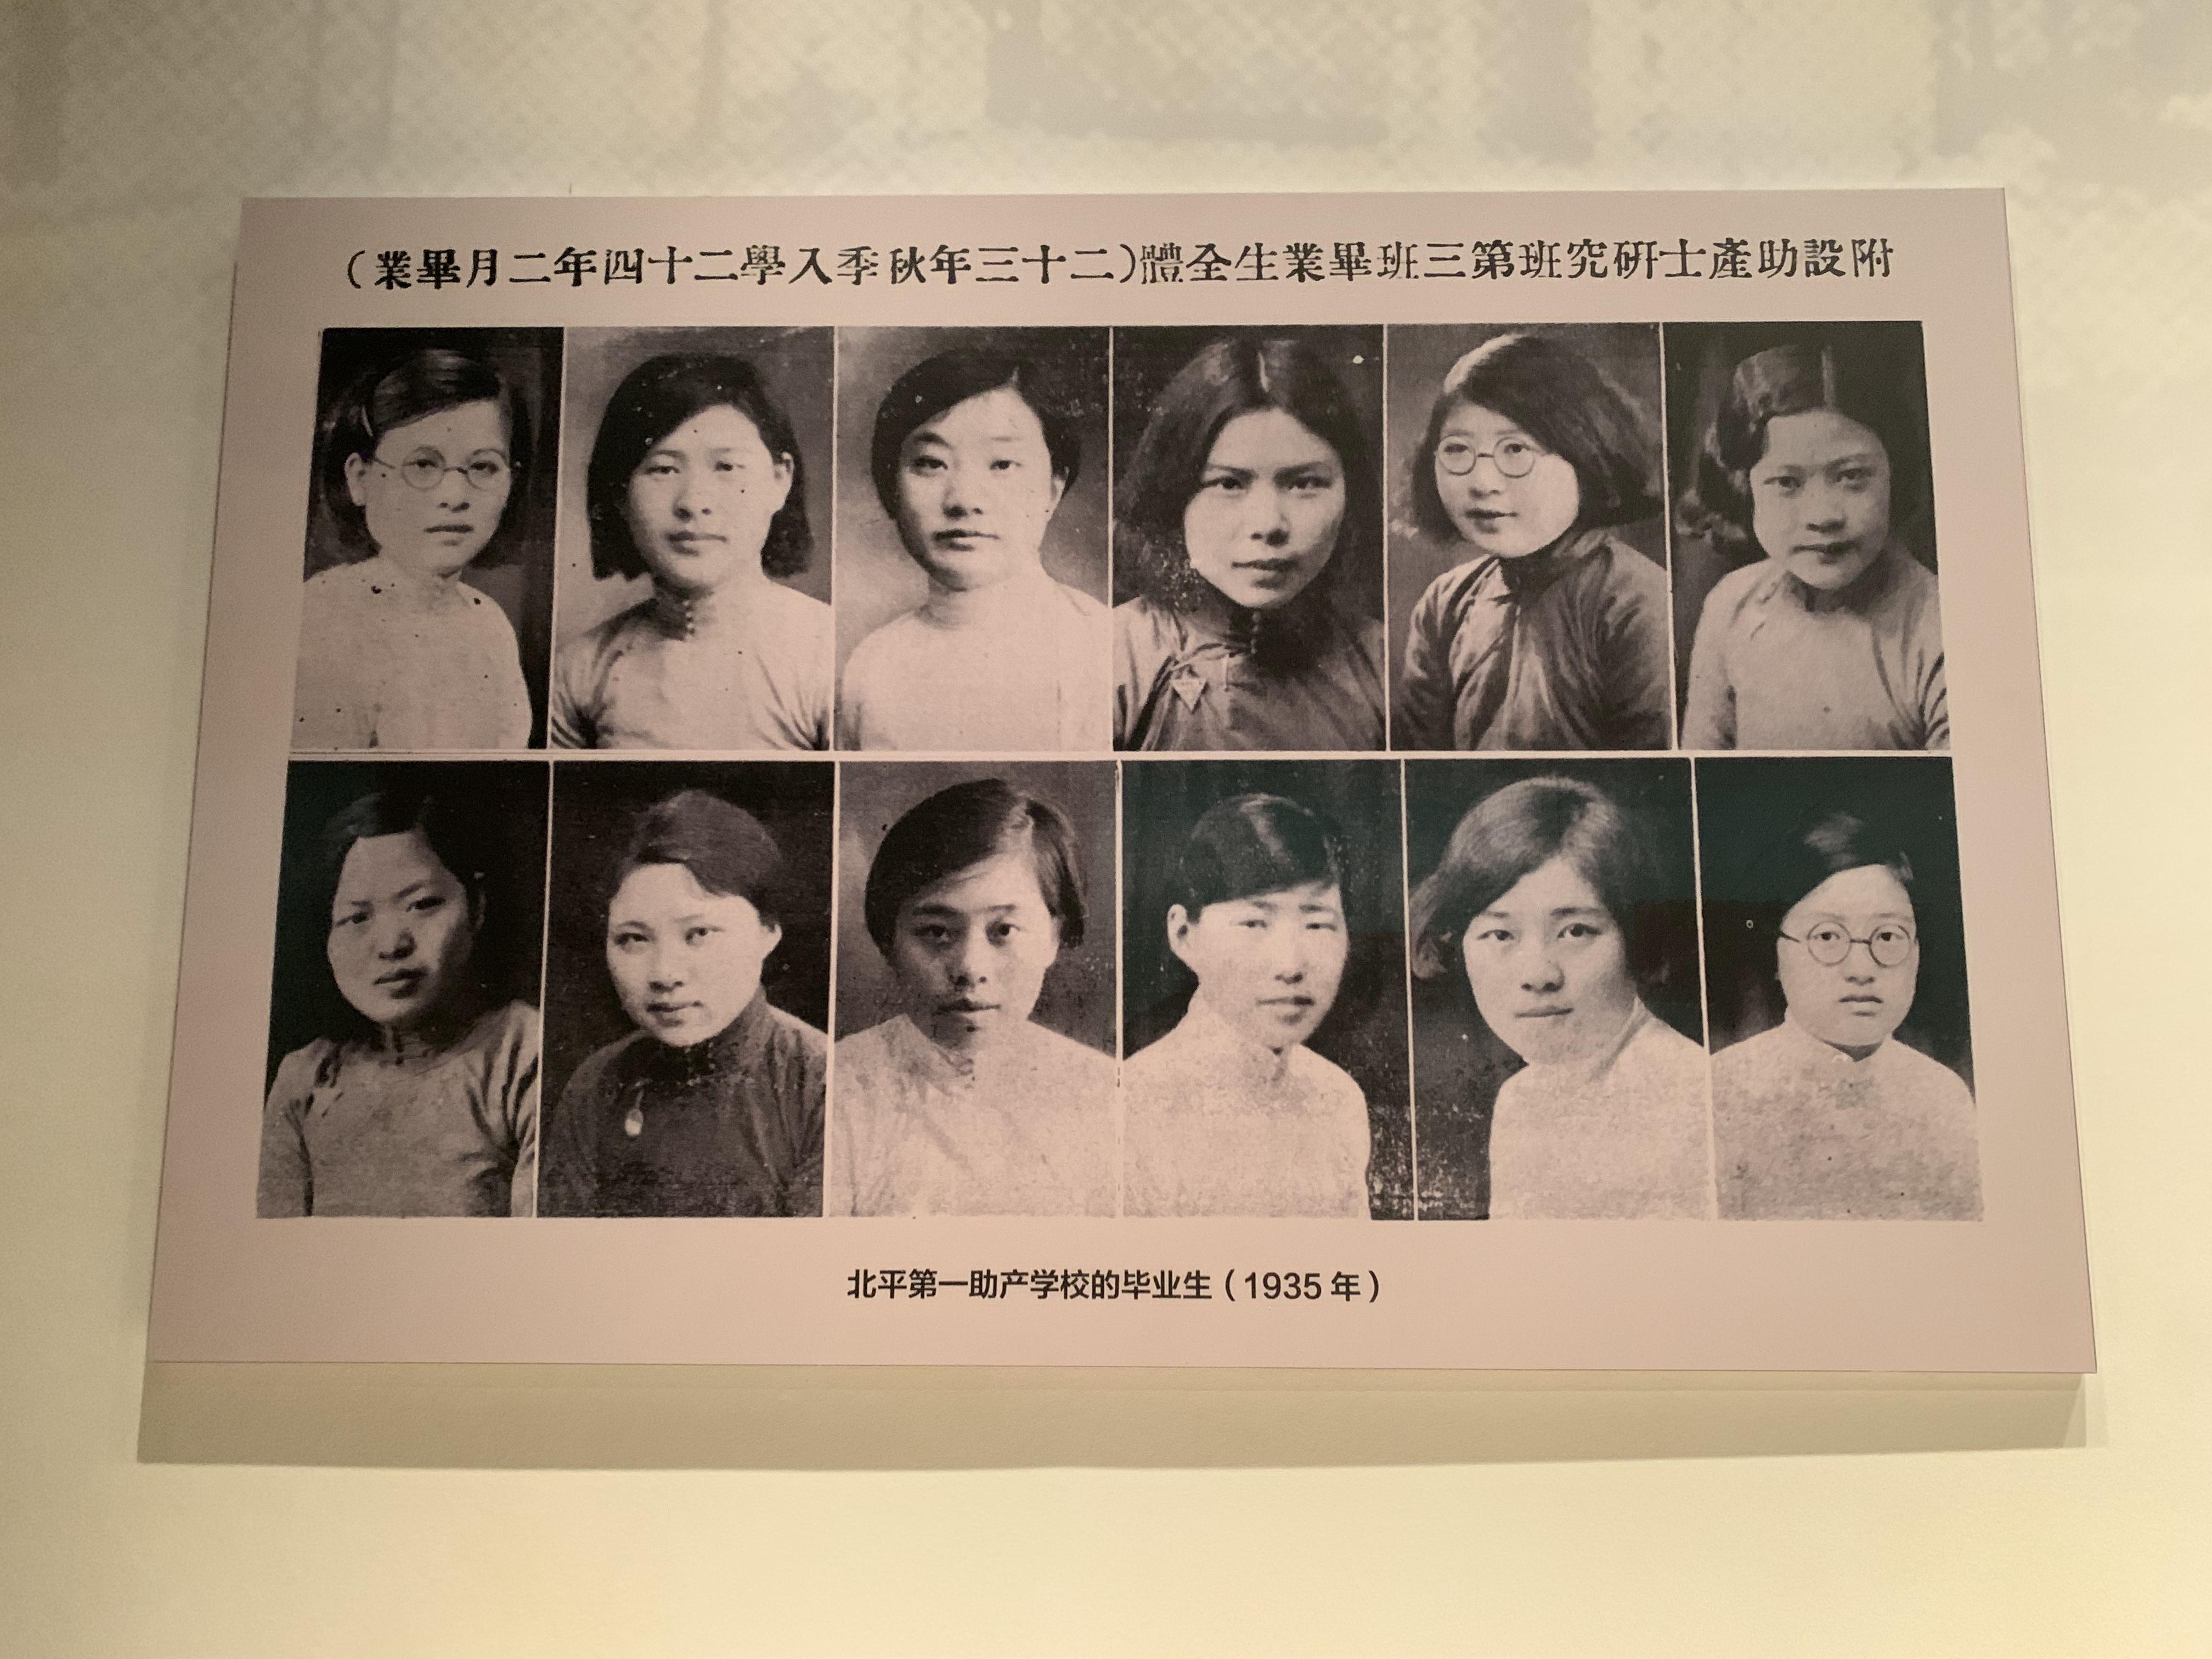 附設助產士研究班第三班畢業生全體(二十三年秋季入學二十四年二月畢業)
北平第一助产学校的毕业生（1935 年）